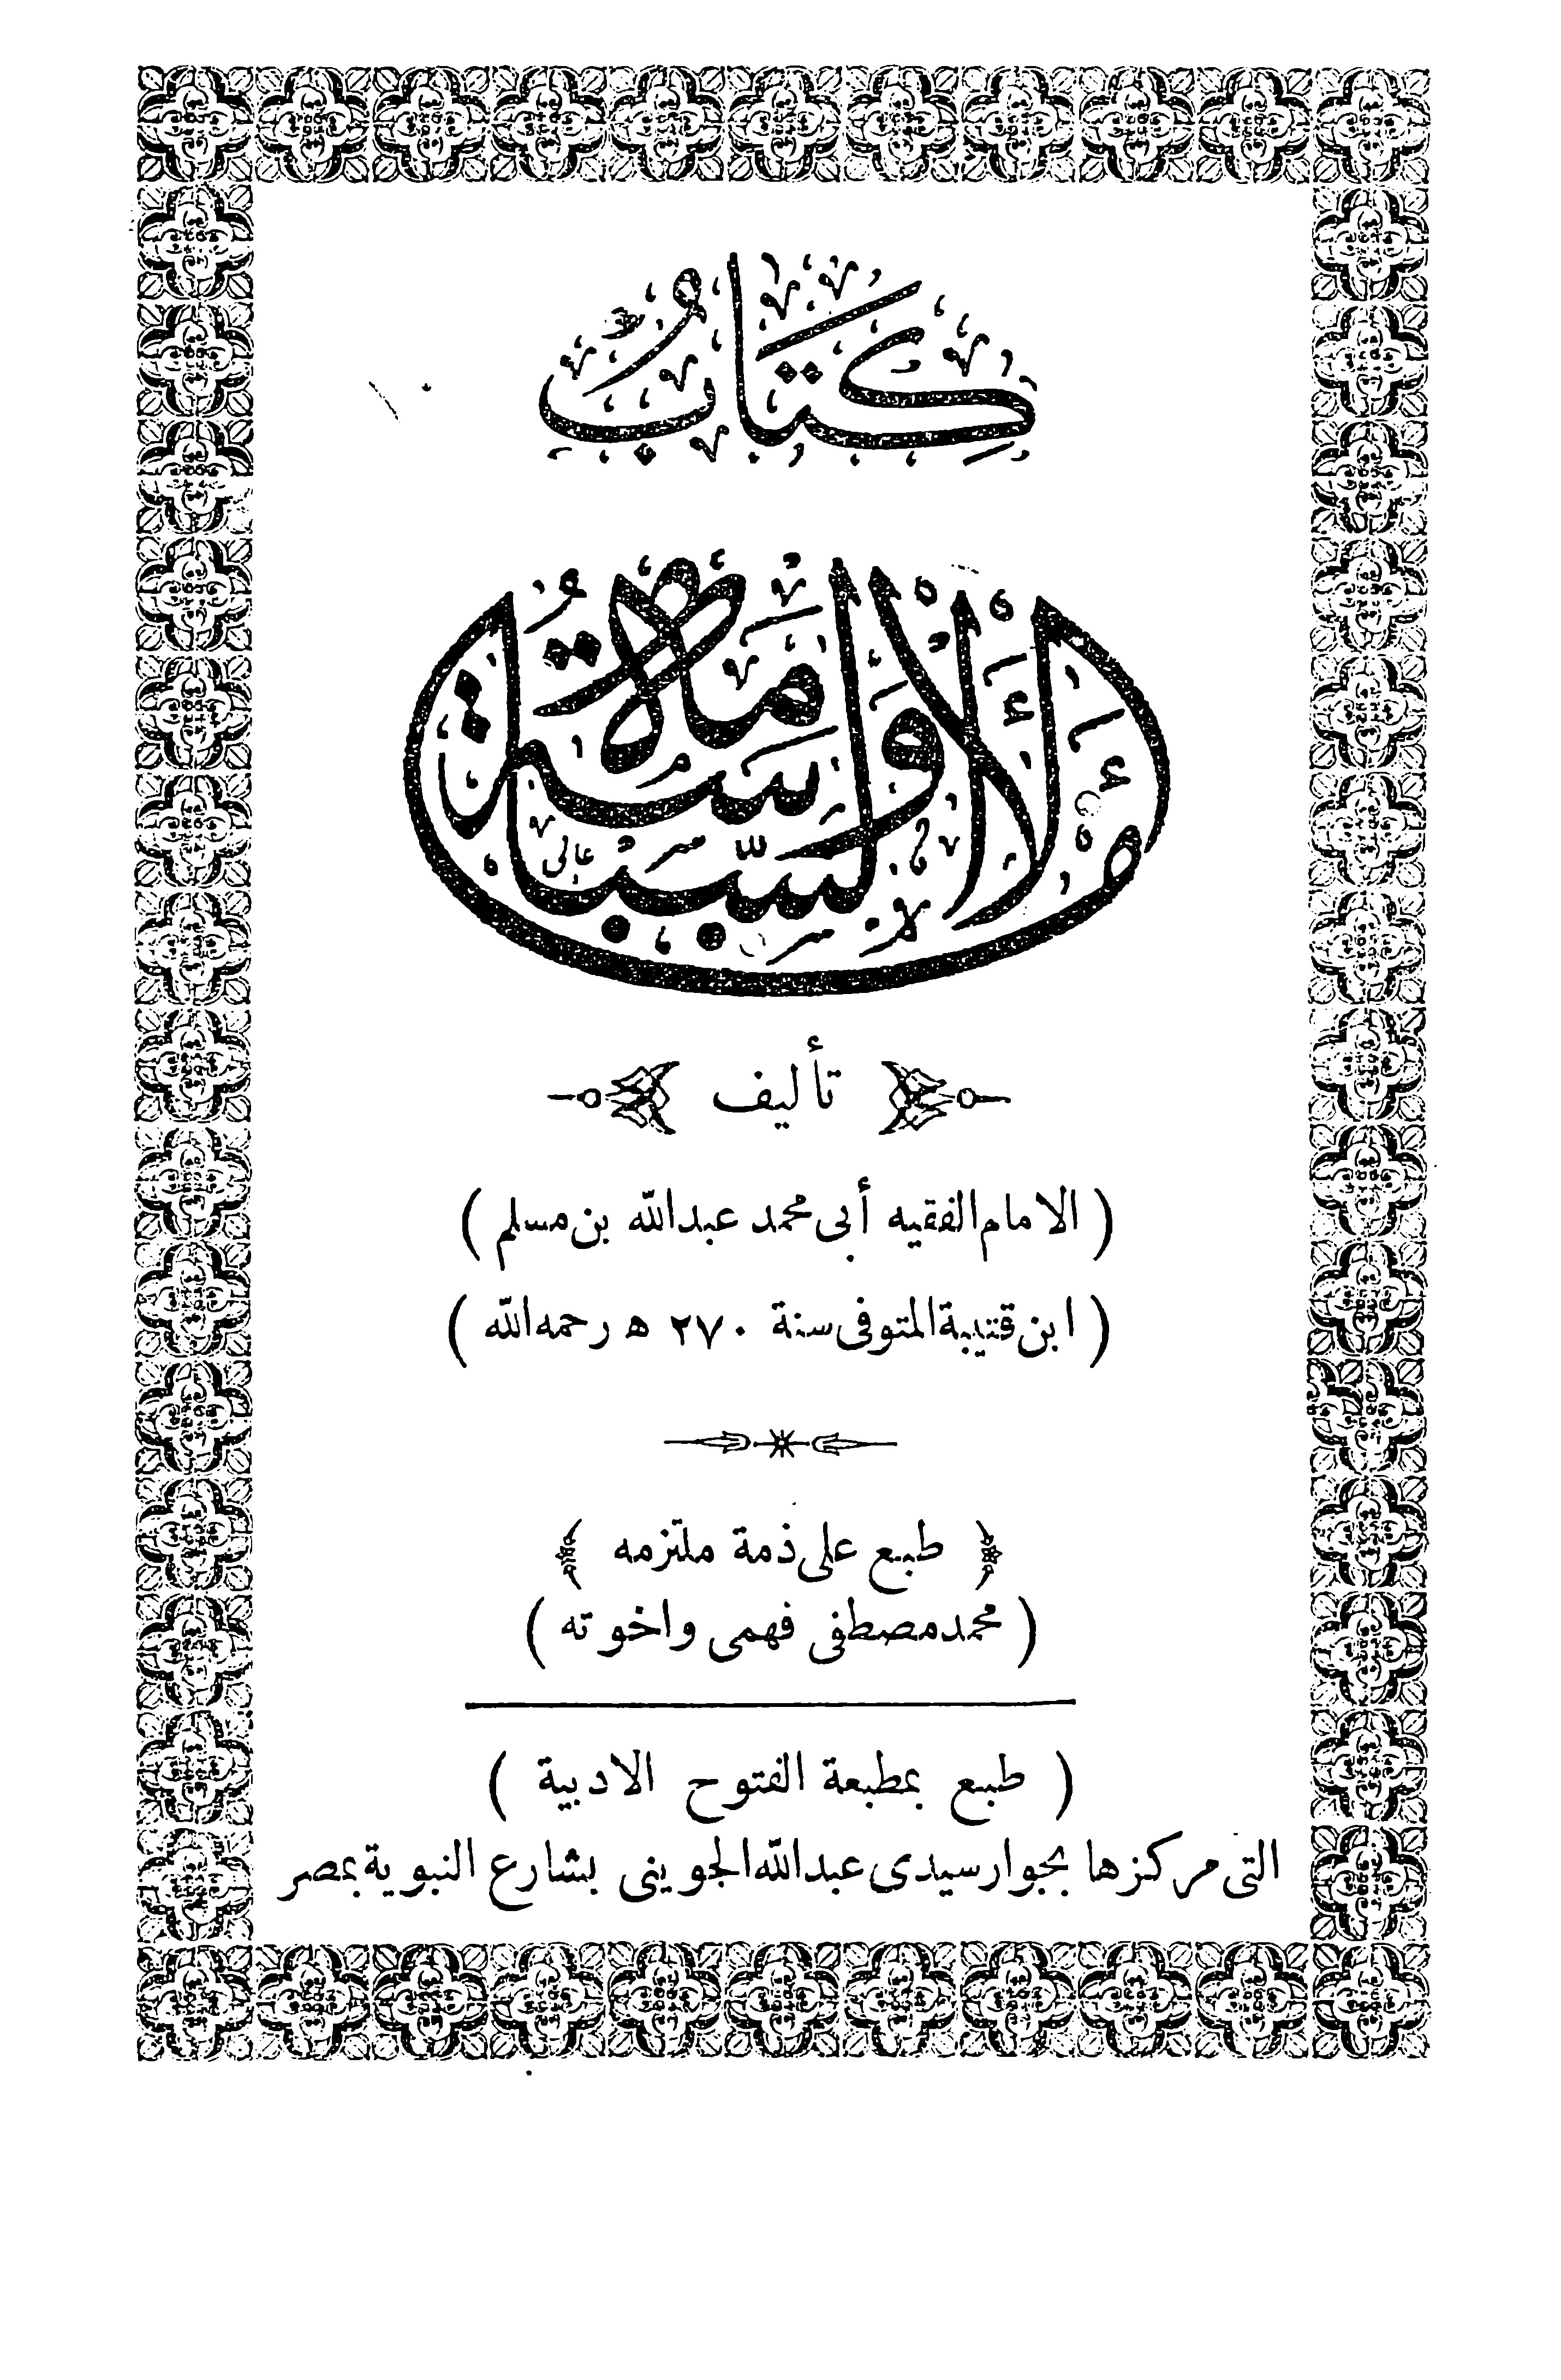 كتاب
الامامة والسياسة
تأليف
( الامام الفقيه أبى محمد عبدالله بن مسلم )
( ابن قتيبة المتوفى سنة ٢٧٠ ه رحمه الله )
﴿ طبع على ذمة ملتزمه ﴾
( محمد مصطفى فهمى واخوته )
( طبع بمطبعة الفتوح الادبية )
التى مركزها بجوار سيدى عبدالله الجوينى بشارع النبوية بمصر